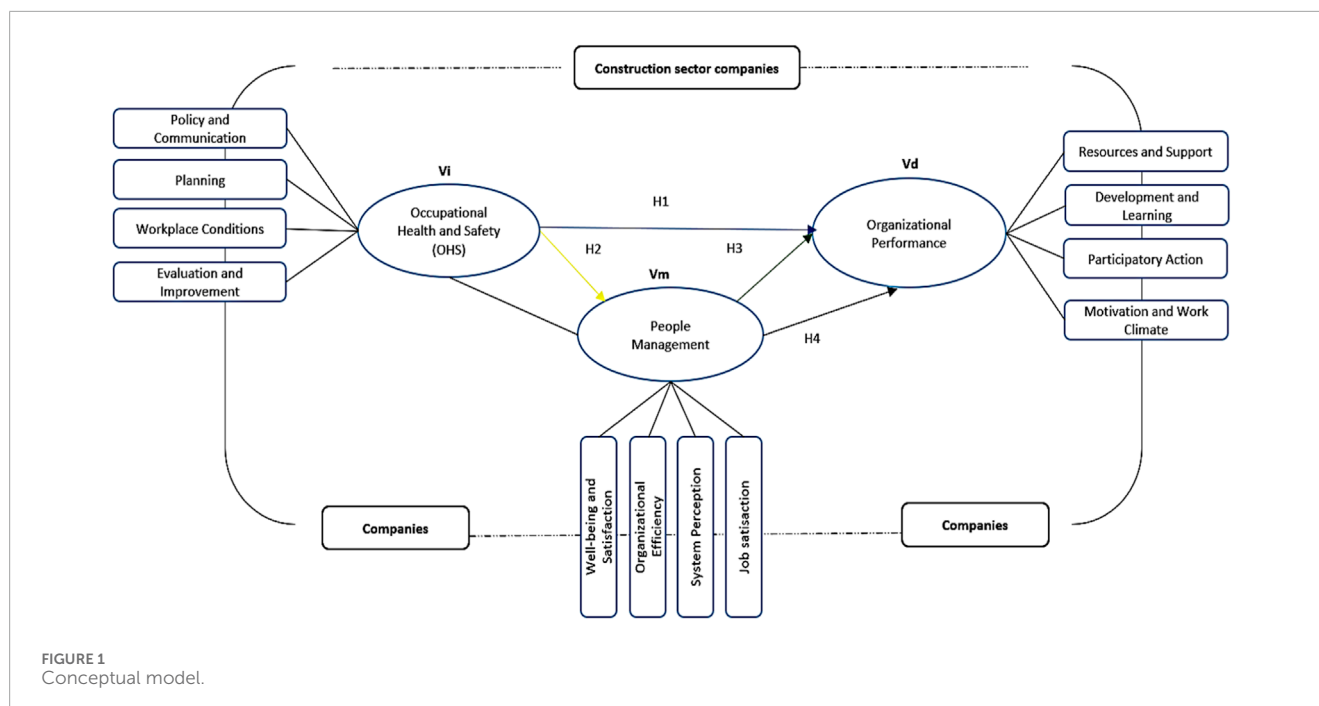 Construction sector companies
Policy and
Communication
Planning
Workplace Conditions
Evaluation and
Improvement
Vi
Occupational
Health and Safety
(OHS)
H1
H2
H3
H4
Vm
People
Management
Vd
Organizational
Performance
Resources and Support
Development and
Learning
Participatory Action
Motivation and Work
Climate
Companies
Well-being and
Satisfaction
Organizational
Efficiency
System Perception
Job satisaction
Companies
FIGURE 1
Conceptual model.